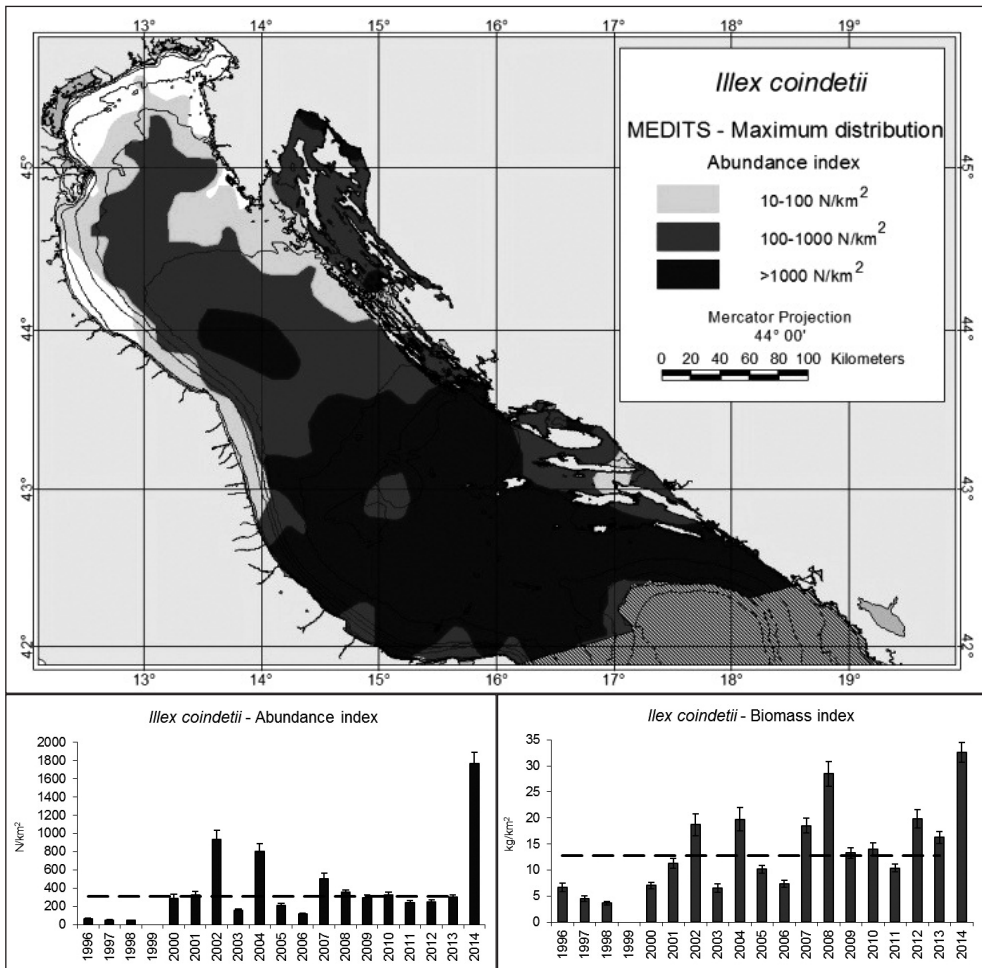 13° 14° 15° 16° 17° 18° 19°
Illex coindetii
MEDITS - Maximum distribution
Abundance index
10-100 N/km²
100-1000 N/km²
>1000 N/km²
Mercator Projection
44° 00'
0 20 40 60 80 100 Kilometers
45° 45°
44° 44°
43° 43°
42° 42°
13° 14° 15° 16° 17° 18° 19°
Illex coindetii - Abundance index
2000
1800
1600
1400
1200
1000
800
600
400
200
0
N/km²
1996 1997 1998 1999 2000 2001 2002 2003 2004 2005 2006 2007 2008 2009 2010 2011 2012 2013 2014
Ilex coindetii - Biomass index
40
35
30
25
20
15
10
5
0
kg/km²
1996 1997 1998 1999 2000 2001 2002 2003 2004 2005 2006 2007 2008 2009 2010 2011 2012 2013 2014